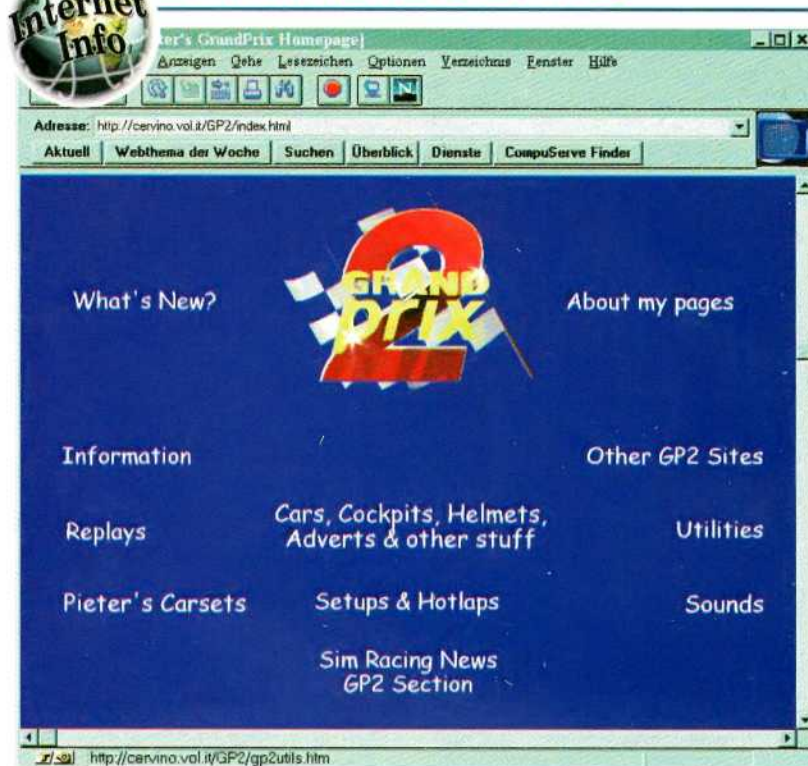 Internet
Info
ter's GrandPrix Homepage]
Anzeigen Gehe Lesezeichen Optionen Verzeichnis Fenster Hilfe
Adresse: http://cervino.vol.it/GP2/index.html
Aktuell Webthema der Woche Suchen Überblick Dienste CompuServe Finder
GRAND
prix
2
What's New?
About my pages
Information
Other GP2 Sites
Replays
Cars, Cockpits, Helmets,
Adverts & other stuff
Utilities
Pieter's Carsets
Setups & Hotlaps
Sounds
Sim Racing News
GP2 Section
http://cervino.vol.it/GP2/gp2utils.htm